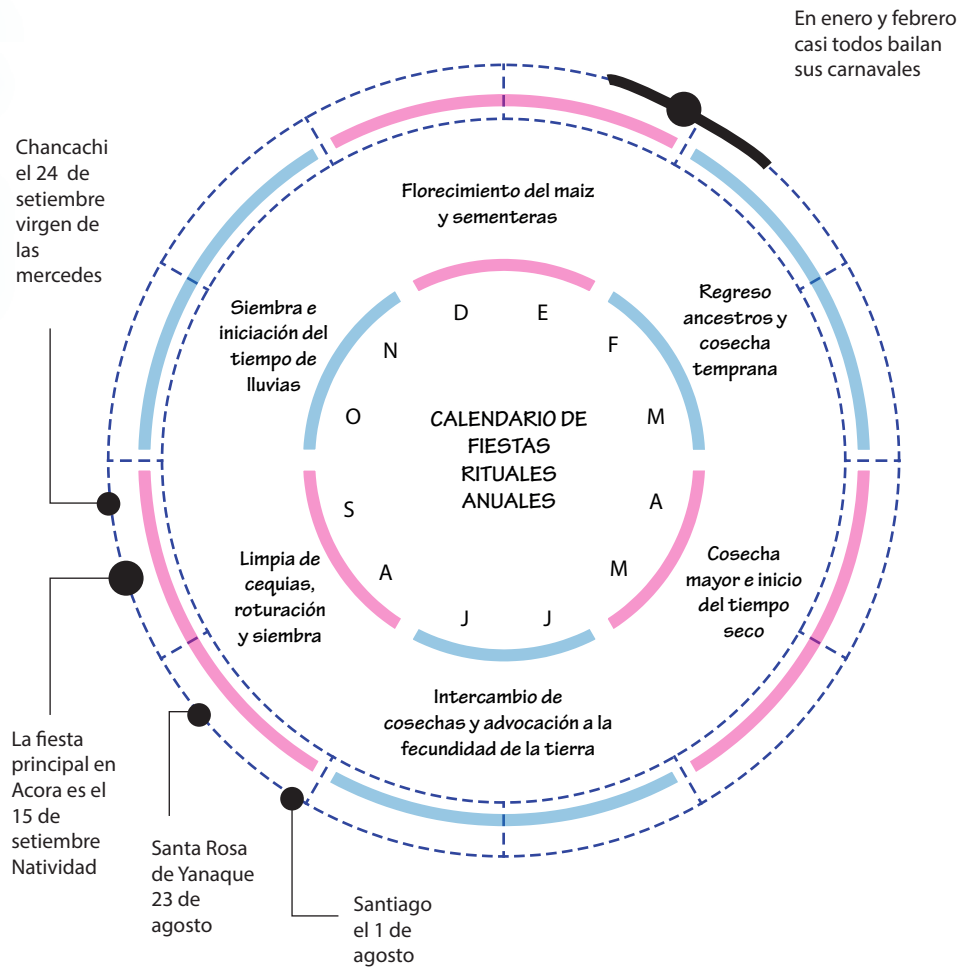 En enero y febrero
casi todos bailan
sus carnavales
Chancachi
el 24 de
setiembre
virgen de
las
mercedes
Florecimiento del maiz
y sementeras
Siembra e
iniciación del
tiempo de
lluvias
Regreso
ancestros y
cosecha
temprana
D
E
N
F
O
M
CALENDARIO DE
FIESTAS
RITUALES
ANUALES
S
A
A
M
J
J
Limpia de
cequias,
roturación
y siembra
Cosecha
mayor e inicio
del tiempo
seco
Intercambio de
cosechas y advocación a la
fecundidad de la tierra
La fiesta
principal en
Acora es el
15 de
setiembre
Natividad
Santa Rosa
de Yanaque
23 de
agosto
Santiago
el 1 de
agosto